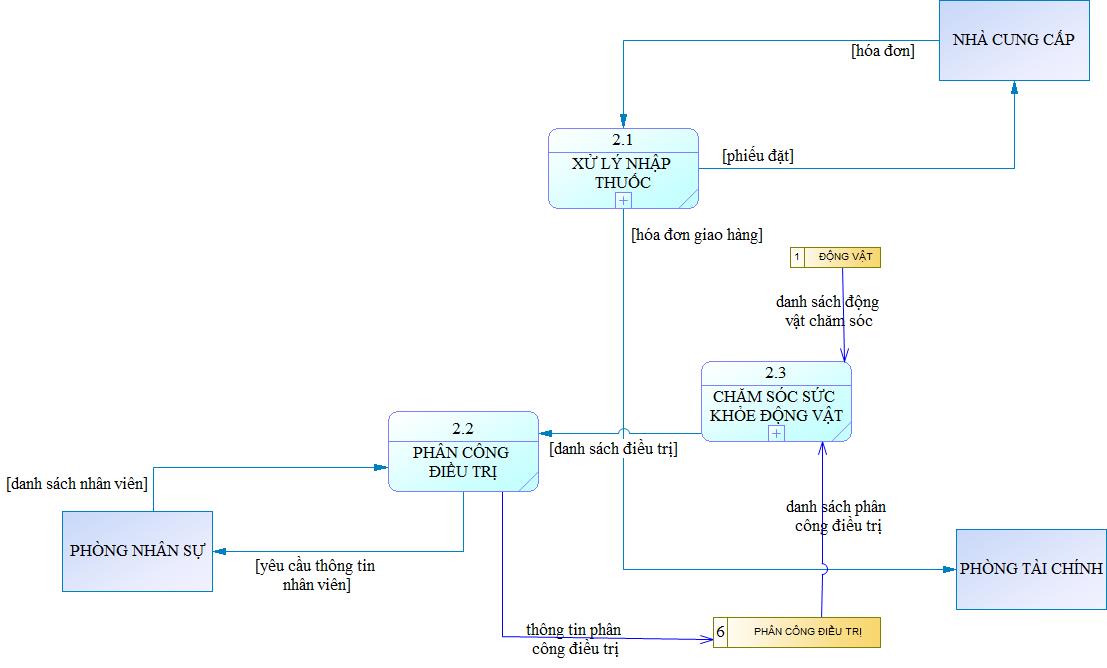 NHÀ CUNG CẤP
[hóa đơn]
2.1
XỬ LÝ NHẬP
THUỐC
[phiếu đặt]
[hóa đơn giao hàng]
1
ĐỘNG VẬT
danh sách động
vật chăm sóc
2.3
CHĂM SÓC SỨC
KHỎE ĐỘNG VẬT
2.2
PHÂN CÔNG
ĐIỀU TRỊ
[danh sách điều trị]
[danh sách nhân viên]
PHÒNG NHÂN SỰ
[yêu cầu thông tin
nhân viên]
danh sách phân
công điều trị
PHÒNG TÀI CHÍNH
thông tin phân
công điều trị
6
PHÂN CÔNG ĐIỀU TRỊ